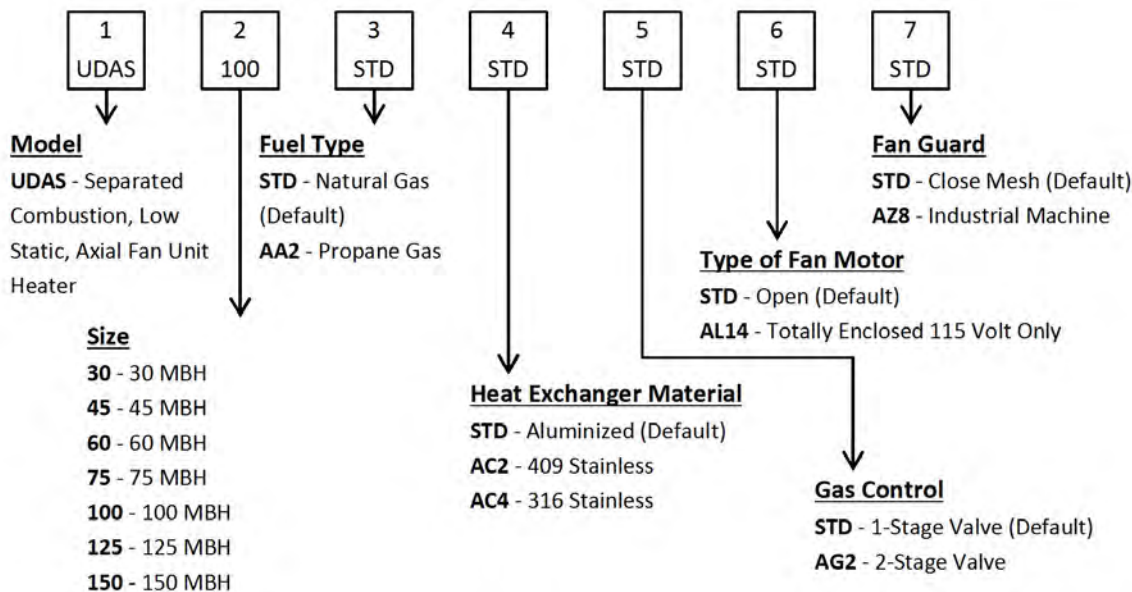 1
UDAS
2
100
3
STD
4
STD
5
STD
6
STD
7
STD
Model
UDAS - Separated
Combustion, Low
Static, Axial Fan Unit
Heater
Size
30 - 30 MBH
45 - 45 MBH
60 - 60 MBH
75 - 75 MBH
100 - 100 MBH
125 - 125 MBH
150 - 150 MBH
Fuel Type
STD - Natural Gas
(Default)
AA2 - Propane Gas
Heat Exchanger Material
STD - Aluminized (Default)
AC2 - 409 Stainless
AC4 - 316 Stainless
Gas Control
STD - 1-Stage Valve (Default)
AG2 - 2-Stage Valve
Type of Fan Motor
STD - Open (Default)
AL14 - Totally Enclosed 115 Volt Only
Fan Guard
STD - Close Mesh (Default)
AZ8 - Industrial Machine